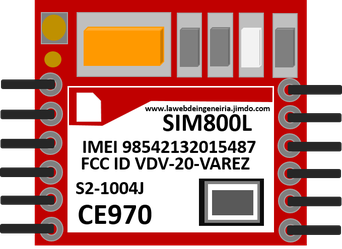 www.lawebdeingeneiria.jimdo.com
SIM800L
IMEI 98542132015487
FCC ID VDV-20-VAREZ
S2-1004J
CE970